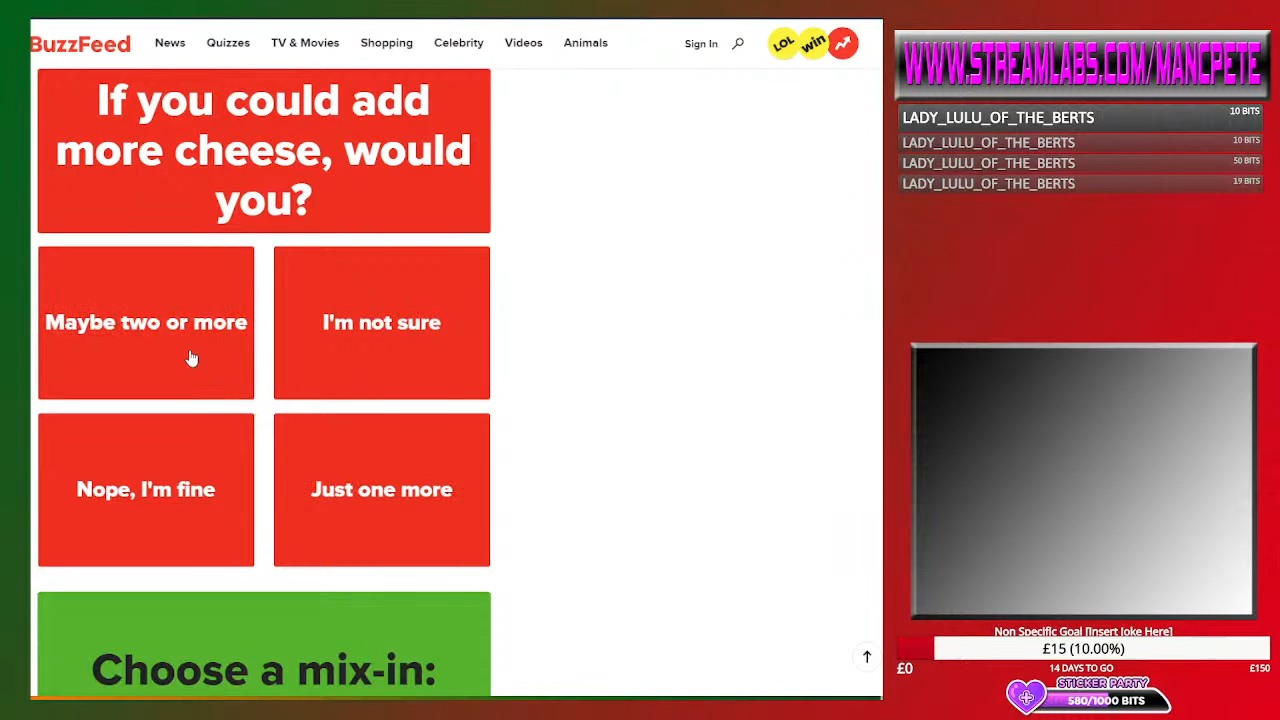 BuzzFeed
News Quizzes TV & Movies Shopping Celebrity Videos Animals
Sign In
LOL win
If you could add
more cheese, would
you?
Maybe two or more
I'm not sure
Nope, I'm fine
Just one more
Choose a mix-in:
WWW.STREAMLABS.COM/MANCPETE
LADY_LULU_OF_THE_BERTS 10 BITS
LADY_LULU_OF_THE_BERTS 10 BITS
LADY_LULU_OF_THE_BERTS 50 BITS
LADY_LULU_OF_THE_BERTS 19 BITS
Non Specific Goal [Insert Joke Here]
£15 (10.00%)
£0 14 DAYS TO GO £150
STICKER PARTY
580/1000 BITS